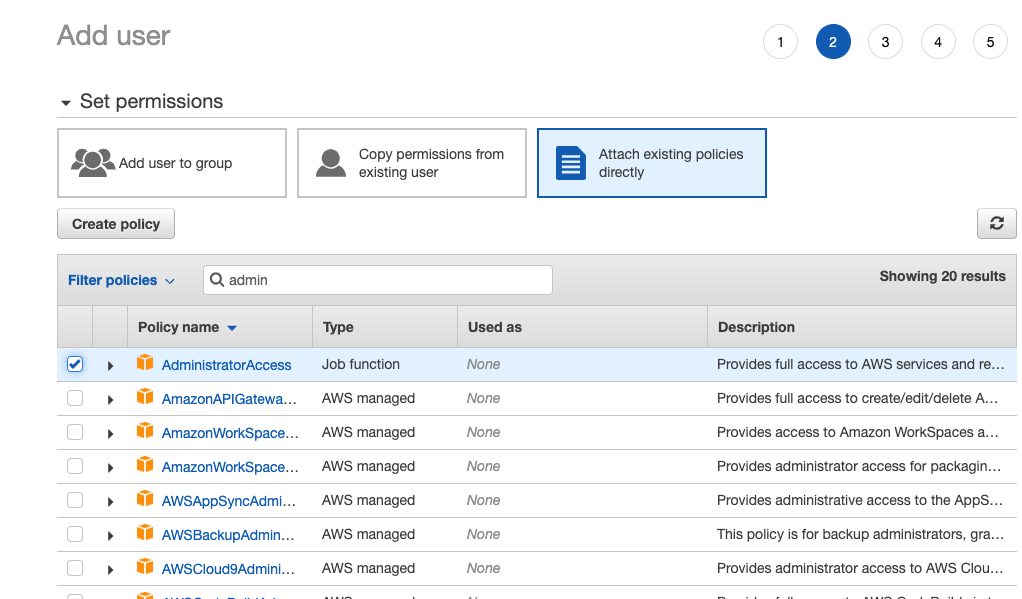 Add user
1 2 3 4 5
Set permissions
Add user to group
Copy permissions from
existing user
Attach existing policies
directly
Create policy
Filter policies
admin
Showing 20 results
Policy name Type Used as Description
AdministratorAccess Job function None Provides full access to AWS services and re…
AmazonAPIGatewa… AWS managed None Provides full access to create/edit/delete A…
AmazonWorkSpace… AWS managed None Provides access to Amazon WorkSpaces a…
AmazonWorkSpace… AWS managed None Provides administrator access for packagin…
AWSAppSyncAdmi… AWS managed None Provides administrative access to the AppS…
AWSBackupAdmin… AWS managed None This policy is for backup administrators, gra…
AWSCloud9Admini… AWS managed None Provides administrator access to AWS Clou…